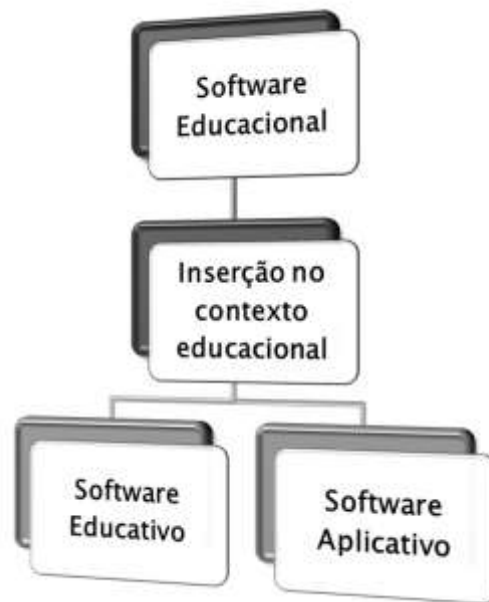 Software
Educacional
Inserção no
contexto
educacional
Software
Educativo
Software
Aplicativo